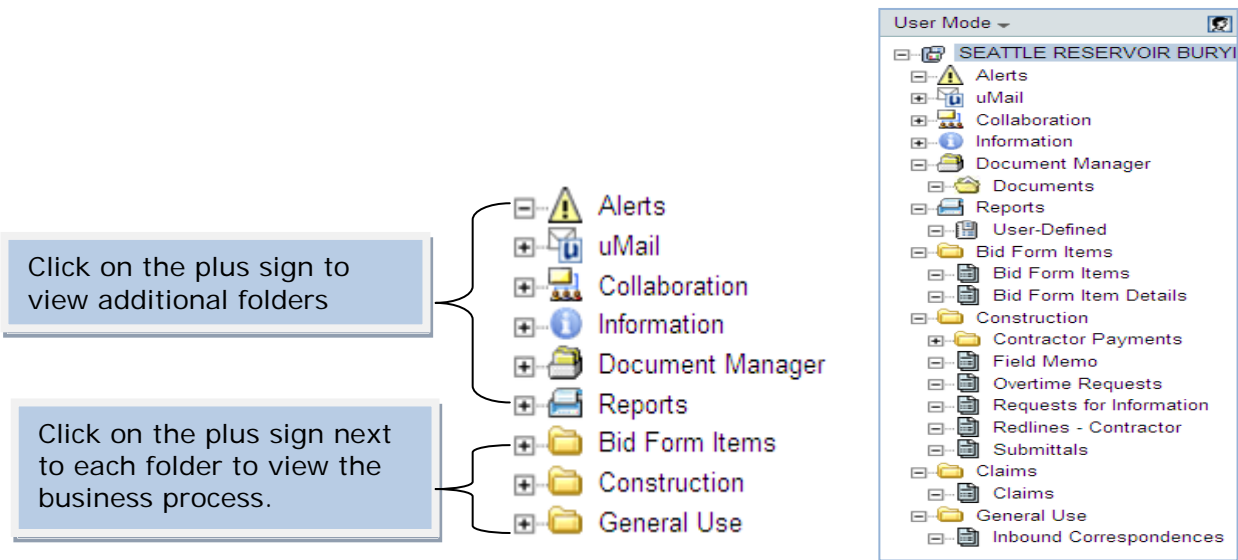 Click on the plus sign to
view additional folders
Click on the plus sign next
to each folder to view the
business process.
Alerts
uMail
Collaboration
Information
Document Manager
Reports
Bid Form Items
Construction
General Use
User Mode
SEATTLE RESERVOIR BURYI
Alerts
uMail
Collaboration
Information
Document Manager
Documents
Reports
User-Defined
Bid Form Items
Bid Form Items
Bid Form Item Details
Construction
Contractor Payments
Field Memo
Overtime Requests
Requests for Information
Redlines - Contractor
Submittals
Claims
Claims
General Use
Inbound Correspondences